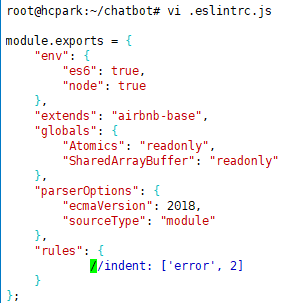 root@hcpark:~/chatbot# vi .eslintrc.js
module.exports = {
    "env": {
        "es6": true,
        "node": true
    },
    "extends": "airbnb-base",
    "globals": {
        "Atomics": "readonly",
        "SharedArrayBuffer": "readonly"
    },
    "parserOptions": {
        "ecmaVersion": 2018,
        "sourceType": "module"
    },
    "rules": {
            //indent: ['error', 2]
    }
};